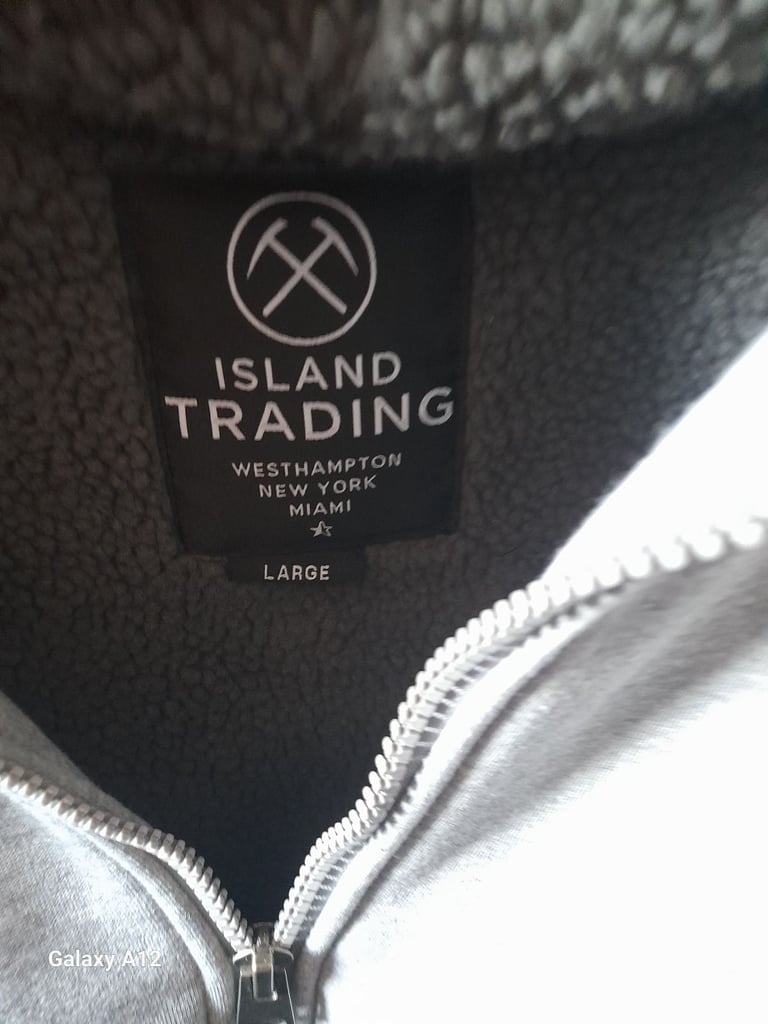 ISLAND
TRADING
WESTHAMPTON
NEW YORK
MIAMI
LARGE
Galaxy A12